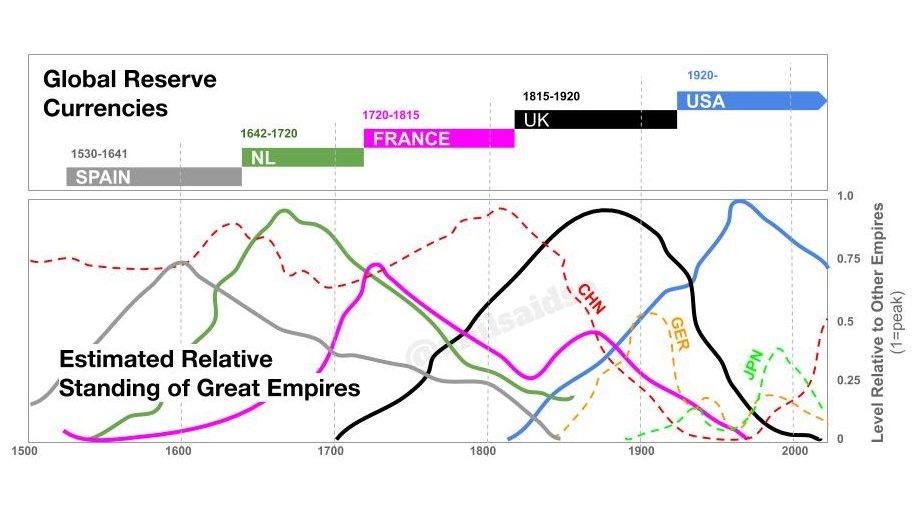 Global Reserve
Currencies
1530-1641
SPAIN
1642-1720
NL
1720-1815
FRANCE
1815-1920
UK
1920-
USA
Estimated Relative
Standing of Great Empires
CHN
GER
JPN
1.0
0.75
0.5
0.25
0
Level Relative to Other Empires
(1=peak)
1500
1600
1700
1800
1900
2000